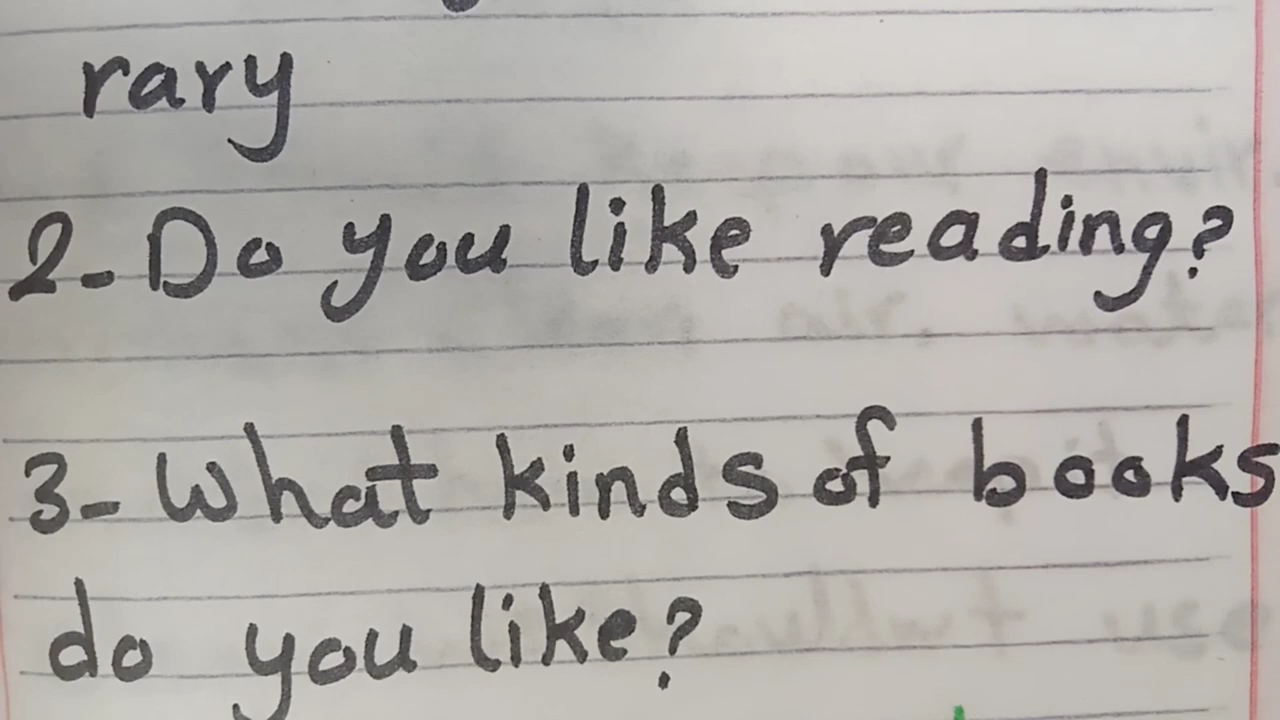 rary
2- Do you like reading?
3- What kinds of books
do you like?